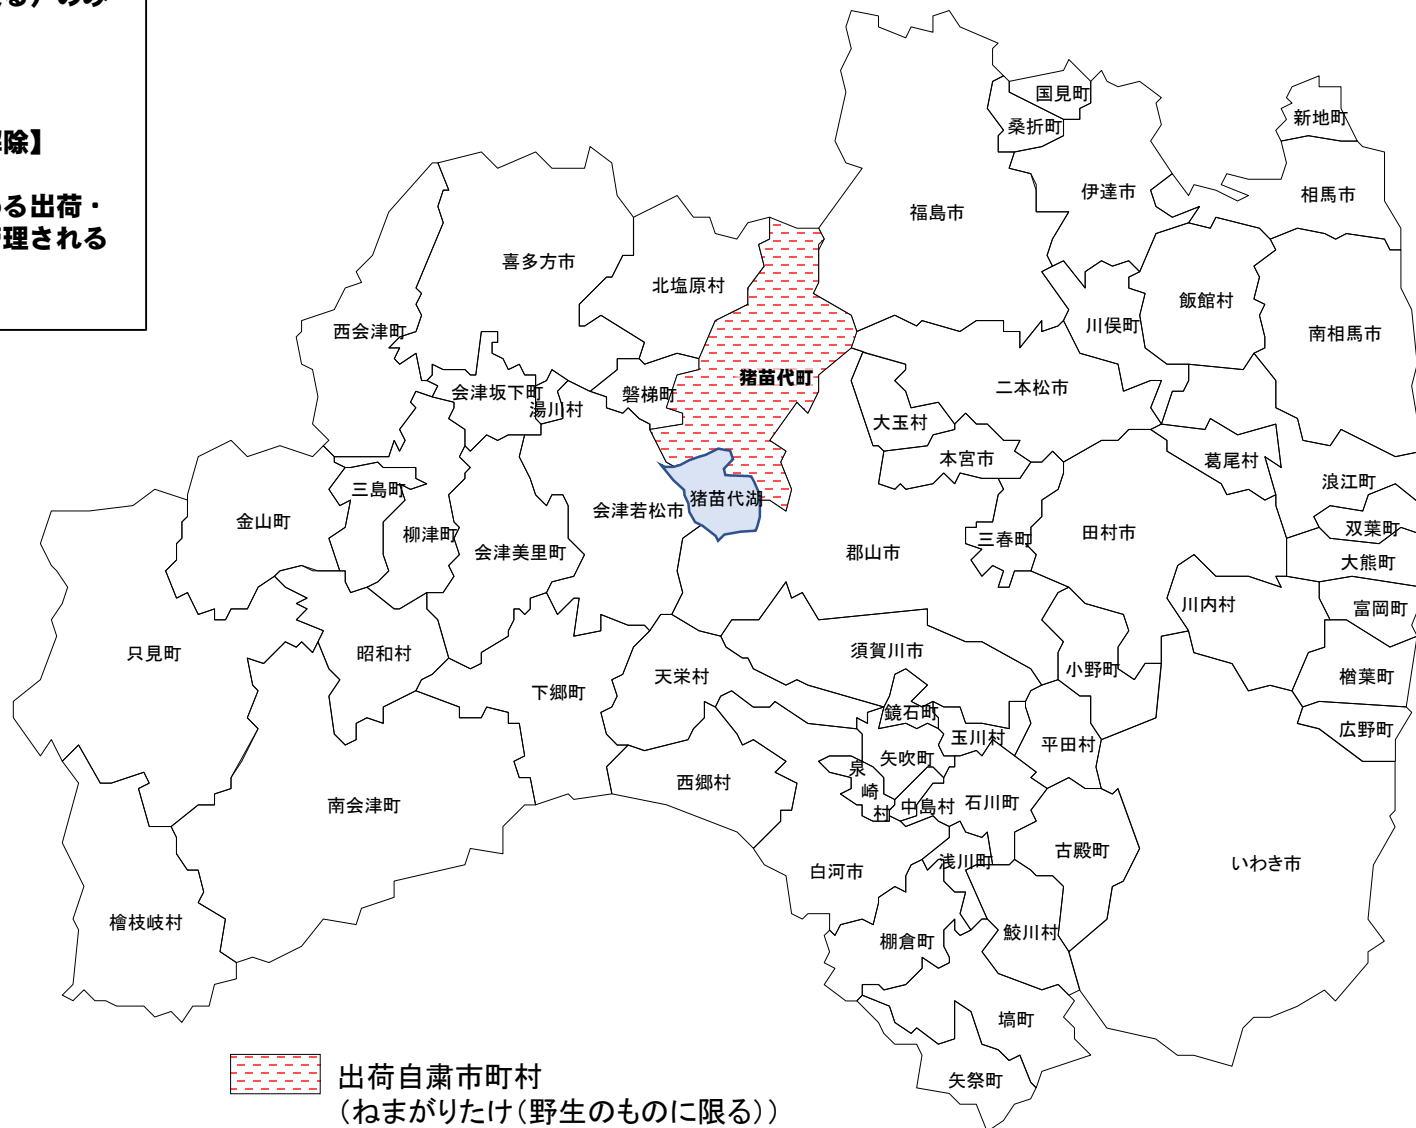 のみ
除】
る出荷・
理される
国見町
桑折町
新地町
伊達市
相馬市
福島市
喜多方市
北塩原村
飯館村
西会津町
川俣町
南相馬市
猪苗代町
会津坂下町
湯川村
磐梯町
二本松市
大玉村
本宮市
葛尾村
浪江町
三島町
金山町
柳津町
会津美里町
会津若松市
猪苗代湖
郡山市
三春町
田村市
双葉町
大熊町
川内村
富岡町
只見町
昭和村
下郷町
天栄村
須賀川市
小野町
楢葉町
鏡石町
玉川村
平田村
広野町
南会津町
西郷村
矢吹町
泉
崎
村
中島村
石川町
白河市
浅川町
古殿町
いわき市
檜枝岐村
棚倉町
鮫川村
塙町
矢祭町
出荷自粛市町村
（ねまがりたけ（野生のものに限る））